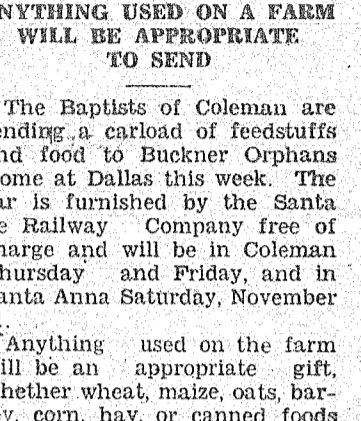 NYTHING USED ON A FARM
WILL BE APPROPRIATE
TO SEND
The Baptists of Coleman are
ending a carload of feedstuffs
nd food to Buckner Orphans
ome at Dallas this week. The
ar is furnished by the Santa
e Railway Company free of
harge and will be in Coleman
hursday and Friday, and in
anta Anna Saturday, November
Anything used on the farm
ill be an appropriate gift,
hether wheat, maize, oats, bar-
y, corn, hay, or canned foods